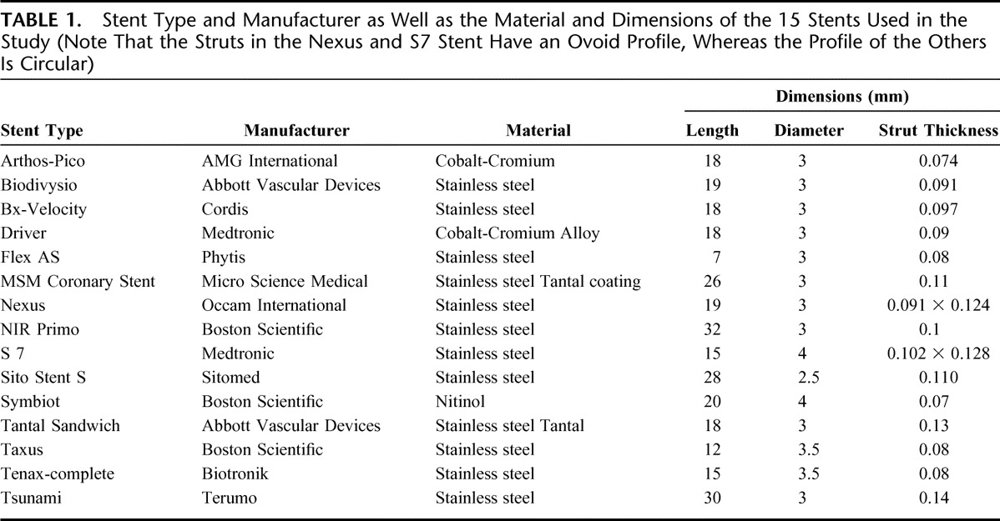 TABLE 1. Stent Type and Manufacturer as Well as the Material and Dimensions of the 15 Stents Used in the
Study (Note That the Struts in the Nexus and S7 Stent Have an Ovoid Profile, Whereas the Profile of the Others
Is Circular)
Dimensions (mm)
Stent Type Manufacturer Material Length Diameter Strut Thickness
Arthos-Pico AMG International Cobalt-Cromium 18 3 0.074
Biodivysio Abbott Vascular Devices Stainless steel 19 3 0.091
Bx-Velocity Cordis Stainless steel 18 3 0.097
Driver Medtronic Cobalt-Cromium Alloy 18 3 0.09
Flex AS Phytis Stainless steel 7 3 0.08
MSM Coronary Stent Micro Science Medical Stainless steel Tantal coating 26 3 0.11
Nexus Occam International Stainless steel 19 3 0.091 × 0.124
NIR Primo Boston Scientific Stainless steel 32 3 0.1
S 7 Medtronic Stainless steel 15 4 0.102 × 0.128
Sito Stent S Sitomed Stainless steel 28 2.5 0.110
Symbiot Boston Scientific Nitinol 20 4 0.07
Tantal Sandwich Abbott Vascular Devices Stainless steel Tantal 18 3 0.13
Taxus Boston Scientific Stainless steel 12 3.5 0.08
Tenax-complete Biotronik Stainless steel 15 3.5 0.08
Tsunami Terumo Stainless steel 30 3 0.14